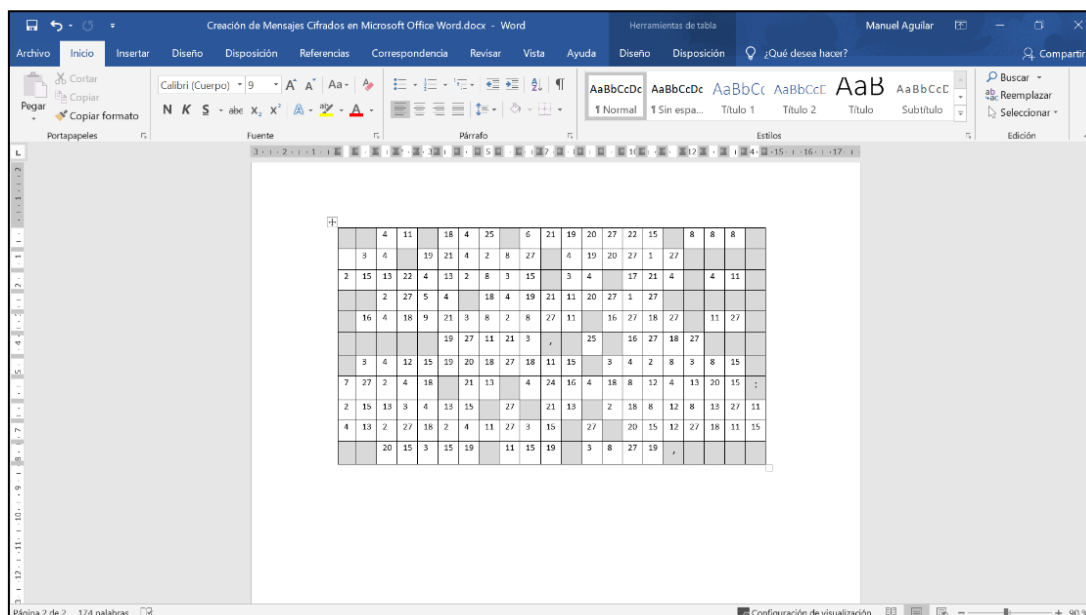 Creación de Mensajes Cifrados en Microsoft Office Word.docx - Word
Herramientas de tabla
Manuel Aguilar
Archivo Inicio Insertar Diseño Disposición Referencias Correspondencia Revisar Vista Ayuda Diseño Disposición ¿Qué desea hacer? Compartir
Pegar
Cortar
Copiar
Copiar formato
Portapapeles
Calibri (Cuerpo) 9 A A Aa
N K S abc X₂ X² A aby A
Fuente
Párrafo
AaBbCcDc AaBbCcDc AaBbCc AaBbCcE AaB AaBbCcD
¶ Normal ¶ Sin espa... Título 1 Título 2 Título Subtítulo
Estilos
Buscar
Reemplazar
Seleccionar
Edición
4 11 18 4 25 6 21 19 20 27 22 15 8 8 8
3 4 19 21 4 2 8 27 4 19 20 27 1 27
2 15 13 22 4 13 2 8 3 15 3 4 17 21 4 4 11
2 27 5 4 18 4 19 21 11 20 27 1 27
16 4 18 9 21 3 8 2 8 27 11 16 27 18 27 11 27
19 27 11 21 3 , 25 16 27 18 27
3 4 12 15 19 20 18 27 18 11 15 3 4 2 8 3 8 15
7 27 2 4 18 21 13 4 24 16 4 18 8 12 4 13 20 15 :
2 15 13 3 4 13 15 27 21 13 2 18 8 12 8 13 27 11
4 13 2 27 18 2 4 11 27 3 15 27 20 15 12 27 18 11 15
20 15 3 15 19 11 15 19 3 8 27 19 ,
Página 2 de 2 174 palabras Configuración de visualización 90 %